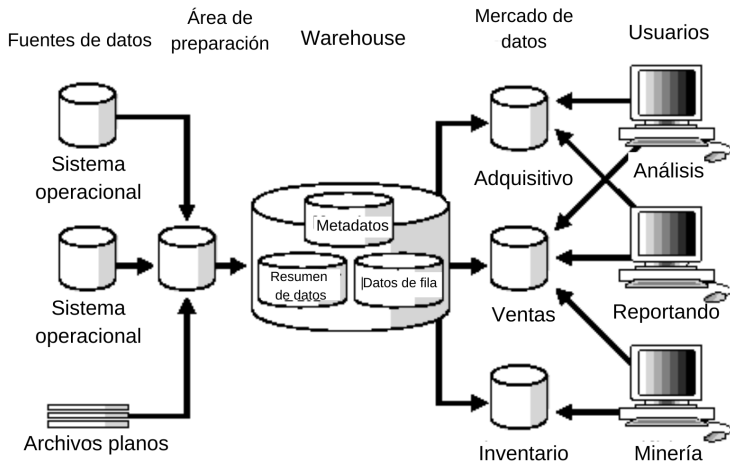 Fuentes de datos
Área de
preparación
Warehouse
Mercado de
datos
Usuarios
Sistema
operacional
Sistema
operacional
Archivos planos
Metadatos
Resumen
de datos
Datos de fila
Adquisitivo
Ventas
Inventario
Análisis
Reportando
Minería